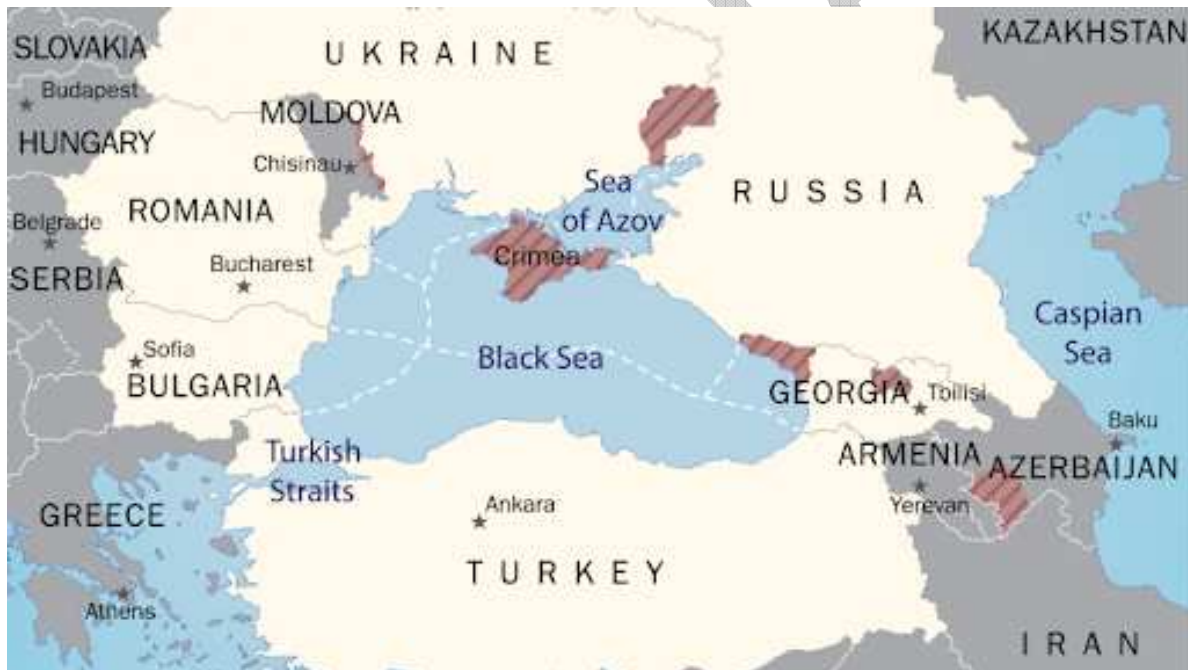 SLOVAKIA
UKRAINE
KAZAKHSTAN
Budapest
MOLDOVA
HUNGARY
Chisinau
Sea
of Azov
RUSSIA
ROMANIA
Belgrade
Crimea
Bucharest
SERBIA
Caspian
Sea
Sofia
Black Sea
BULGARIA
GEORGIA
Tbilisi
Baku
Turkish
Straits
ARMENIA
AZERBAIJAN
Ankara
Yerevan
GREECE
TURKEY
Athens
IRAN